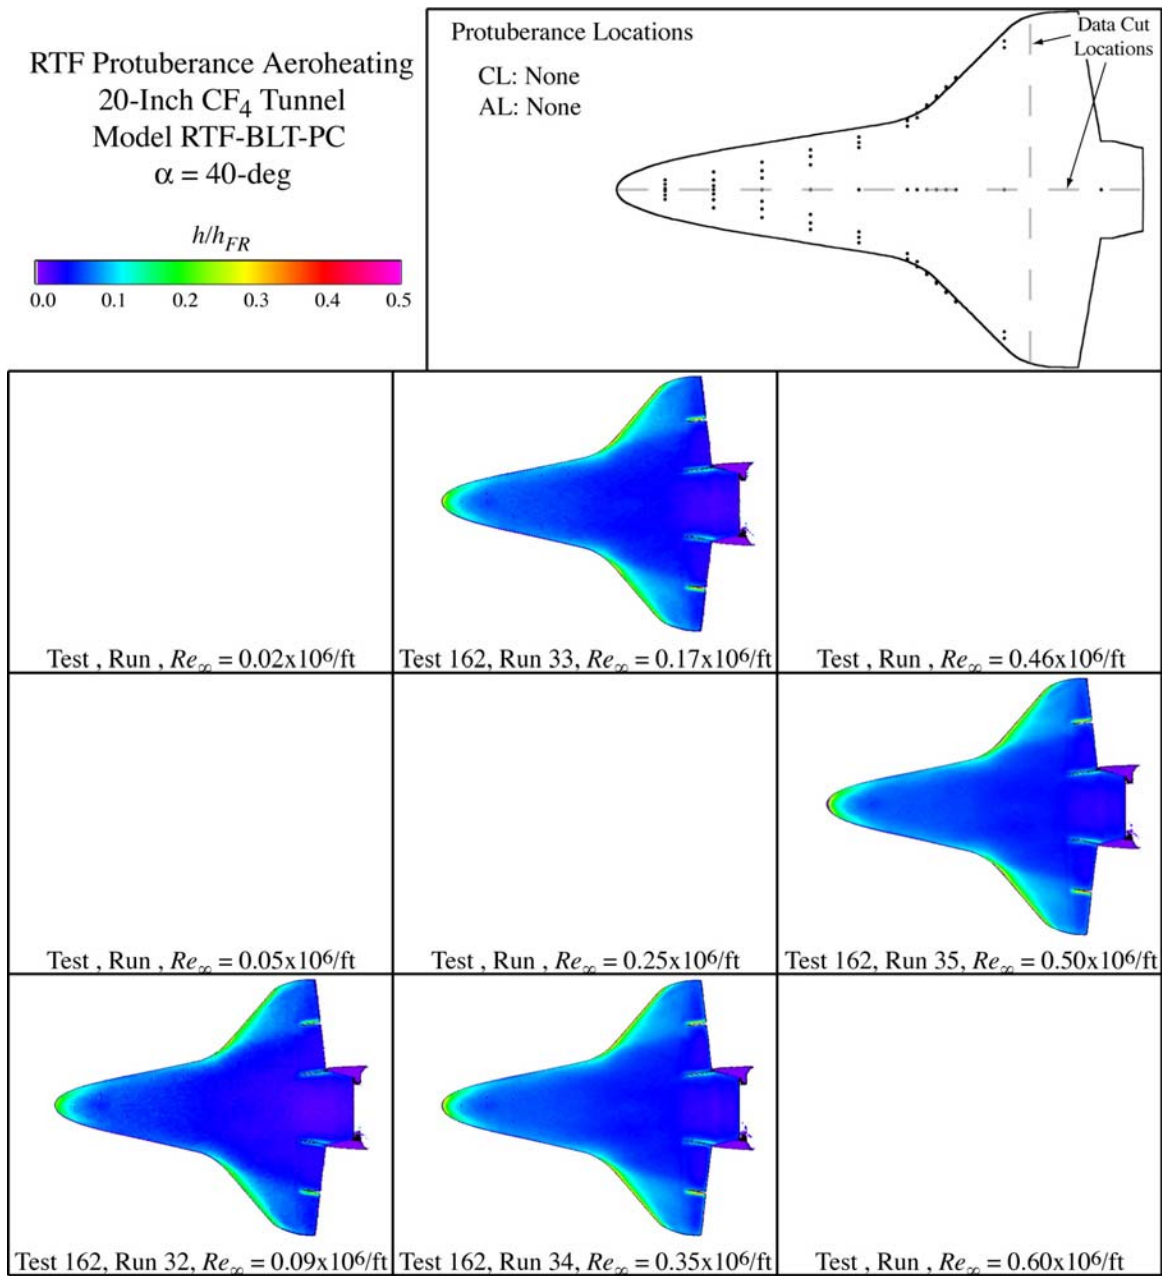 RTF Protuberance Aeroheating
20-Inch CF₄ Tunnel
Model RTF-BLT-PC
α = 40-deg
h/h_FR
0.0 0.1 0.2 0.3 0.4 0.5
Protuberance Locations
CL: None
AL: None
Data Cut
Locations
Test , Run , Re∞ = 0.02x10⁶/ft
Test 162, Run 33, Re∞ = 0.17x10⁶/ft
Test , Run , Re∞ = 0.46x10⁶/ft
Test , Run , Re∞ = 0.05x10⁶/ft
Test , Run , Re∞ = 0.25x10⁶/ft
Test 162, Run 35, Re∞ = 0.50x10⁶/ft
Test 162, Run 32, Re∞ = 0.09x10⁶/ft
Test 162, Run 34, Re∞ = 0.35x10⁶/ft
Test , Run , Re∞ = 0.60x10⁶/ft